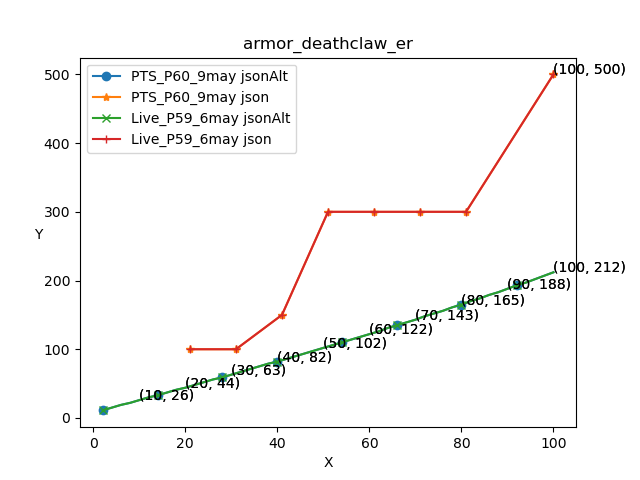 armor_deathclaw_er
PTS_P60_9may jsonAlt
PTS_P60_9may json
Live_P59_6may jsonAlt
Live_P59_6may json
(100, 500)
500
400
300
Y
200
100
0
(100, 212)
(90, 188)
(80, 165)
(70, 143)
(60, 122)
(50, 102)
(40, 82)
(30, 63)
(20, 44)
(10, 26)
0 20 40 60 80 100
X